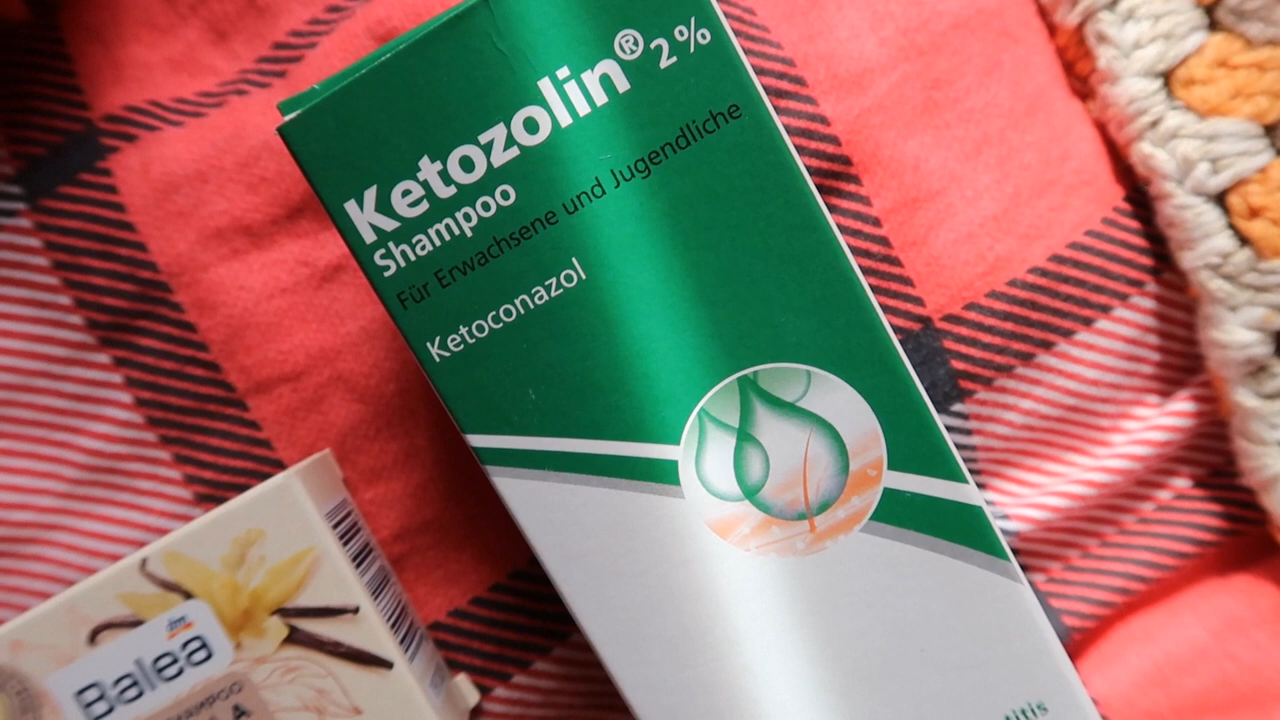 Ketozolin® 2%
Shampoo
Für Erwachsene und Jugendliche
Ketoconazol
dm
Balea